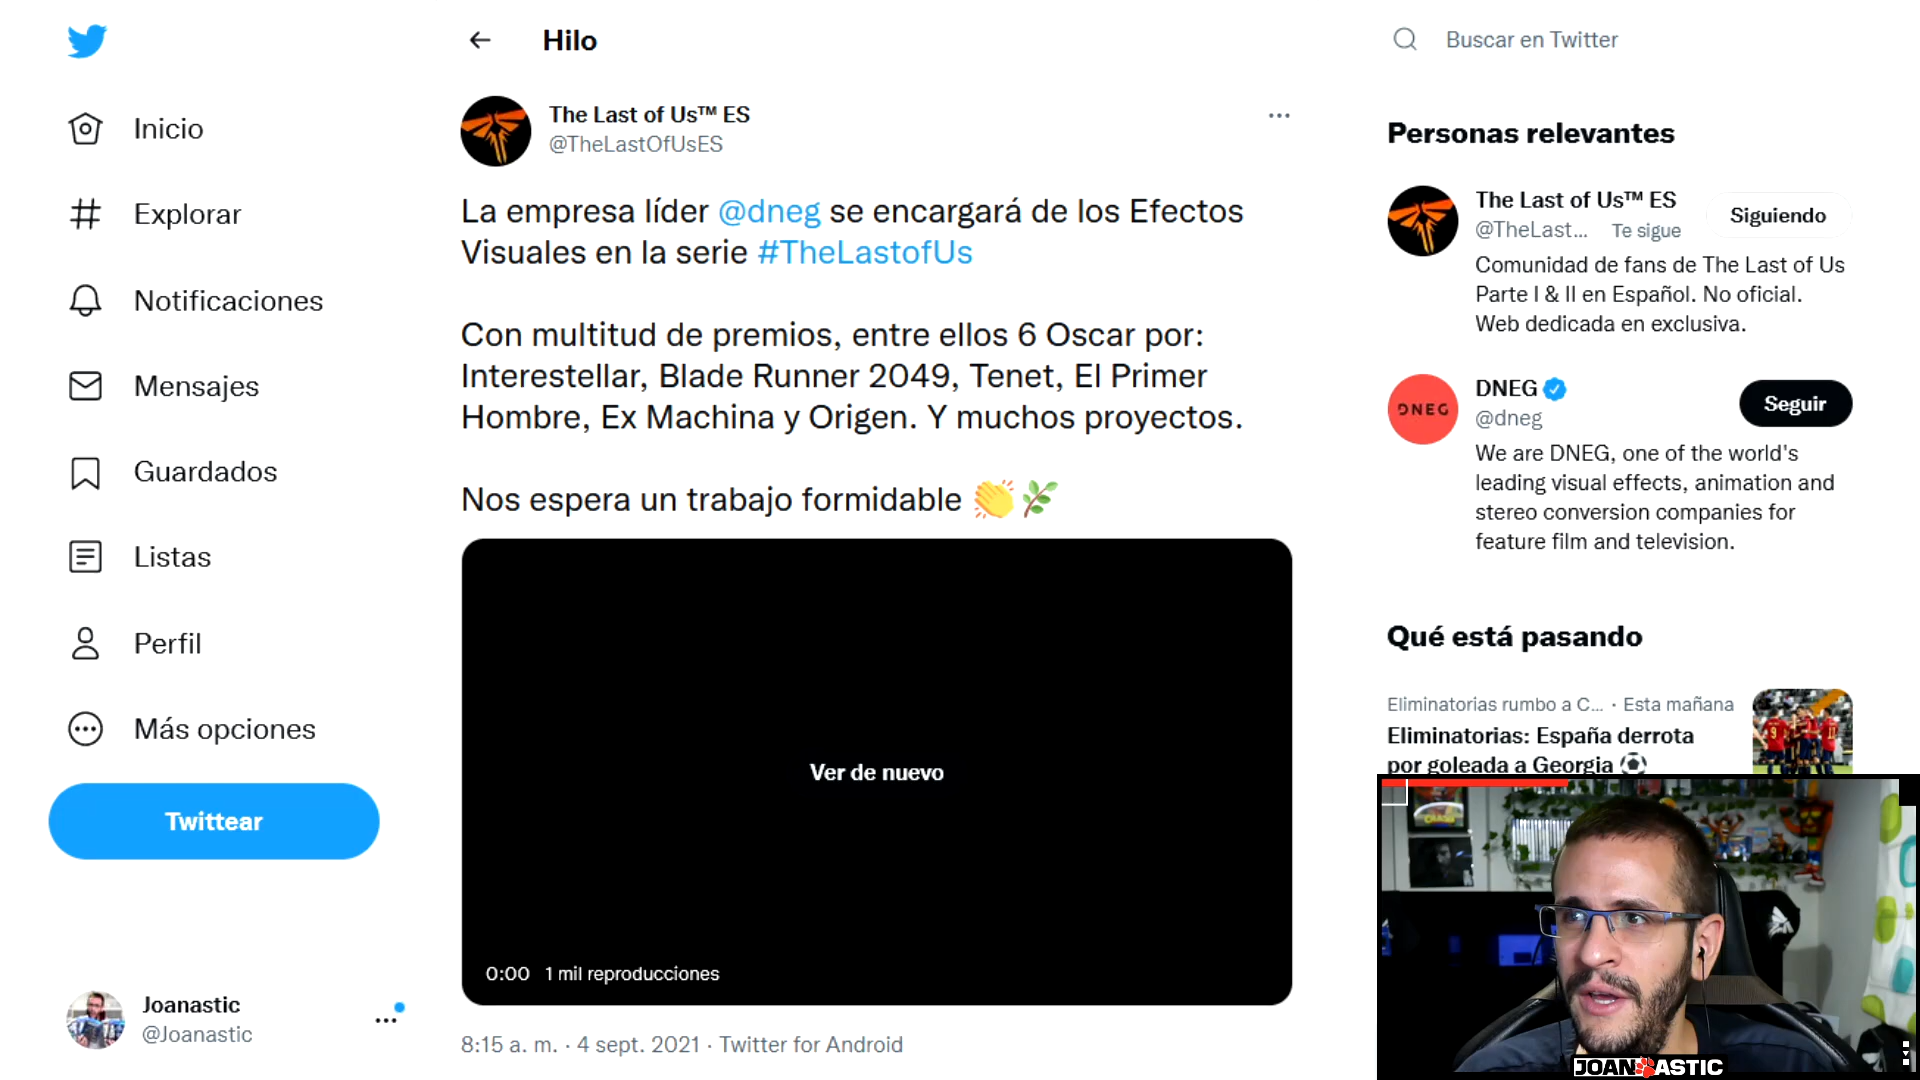 Inicio
Explorar
Notificaciones
Mensajes
Guardados
Listas
Perfil
Más opciones
Twittear
Joanastic
@Joanastic
Hilo
The Last of Us™ ES
@TheLastOfUsES
La empresa líder @dneg se encargará de los Efectos
Visuales en la serie #TheLastofUs
Con multitud de premios, entre ellos 6 Oscar por:
Interestellar, Blade Runner 2049, Tenet, El Primer
Hombre, Ex Machina y Origen. Y muchos proyectos.
Nos espera un trabajo formidable 👏🌿
Ver de nuevo
0:00 1 mil reproducciones
8:15 a. m. · 4 sept. 2021 · Twitter for Android
Buscar en Twitter
Personas relevantes
The Last of Us™ ES
@TheLast... Te sigue
Siguiendo
Comunidad de fans de The Last of Us
Parte I & II en Español. No oficial.
Web dedicada en exclusiva.
DNEG
DNEG
@dneg
Seguir
We are DNEG, one of the world's
leading visual effects, animation and
stereo conversion companies for
feature film and television.
Qué está pasando
Eliminatorias rumbo a C... · Esta mañana
Eliminatorias: España derrota
por goleada a Georgia ⚽
JOANASTIC